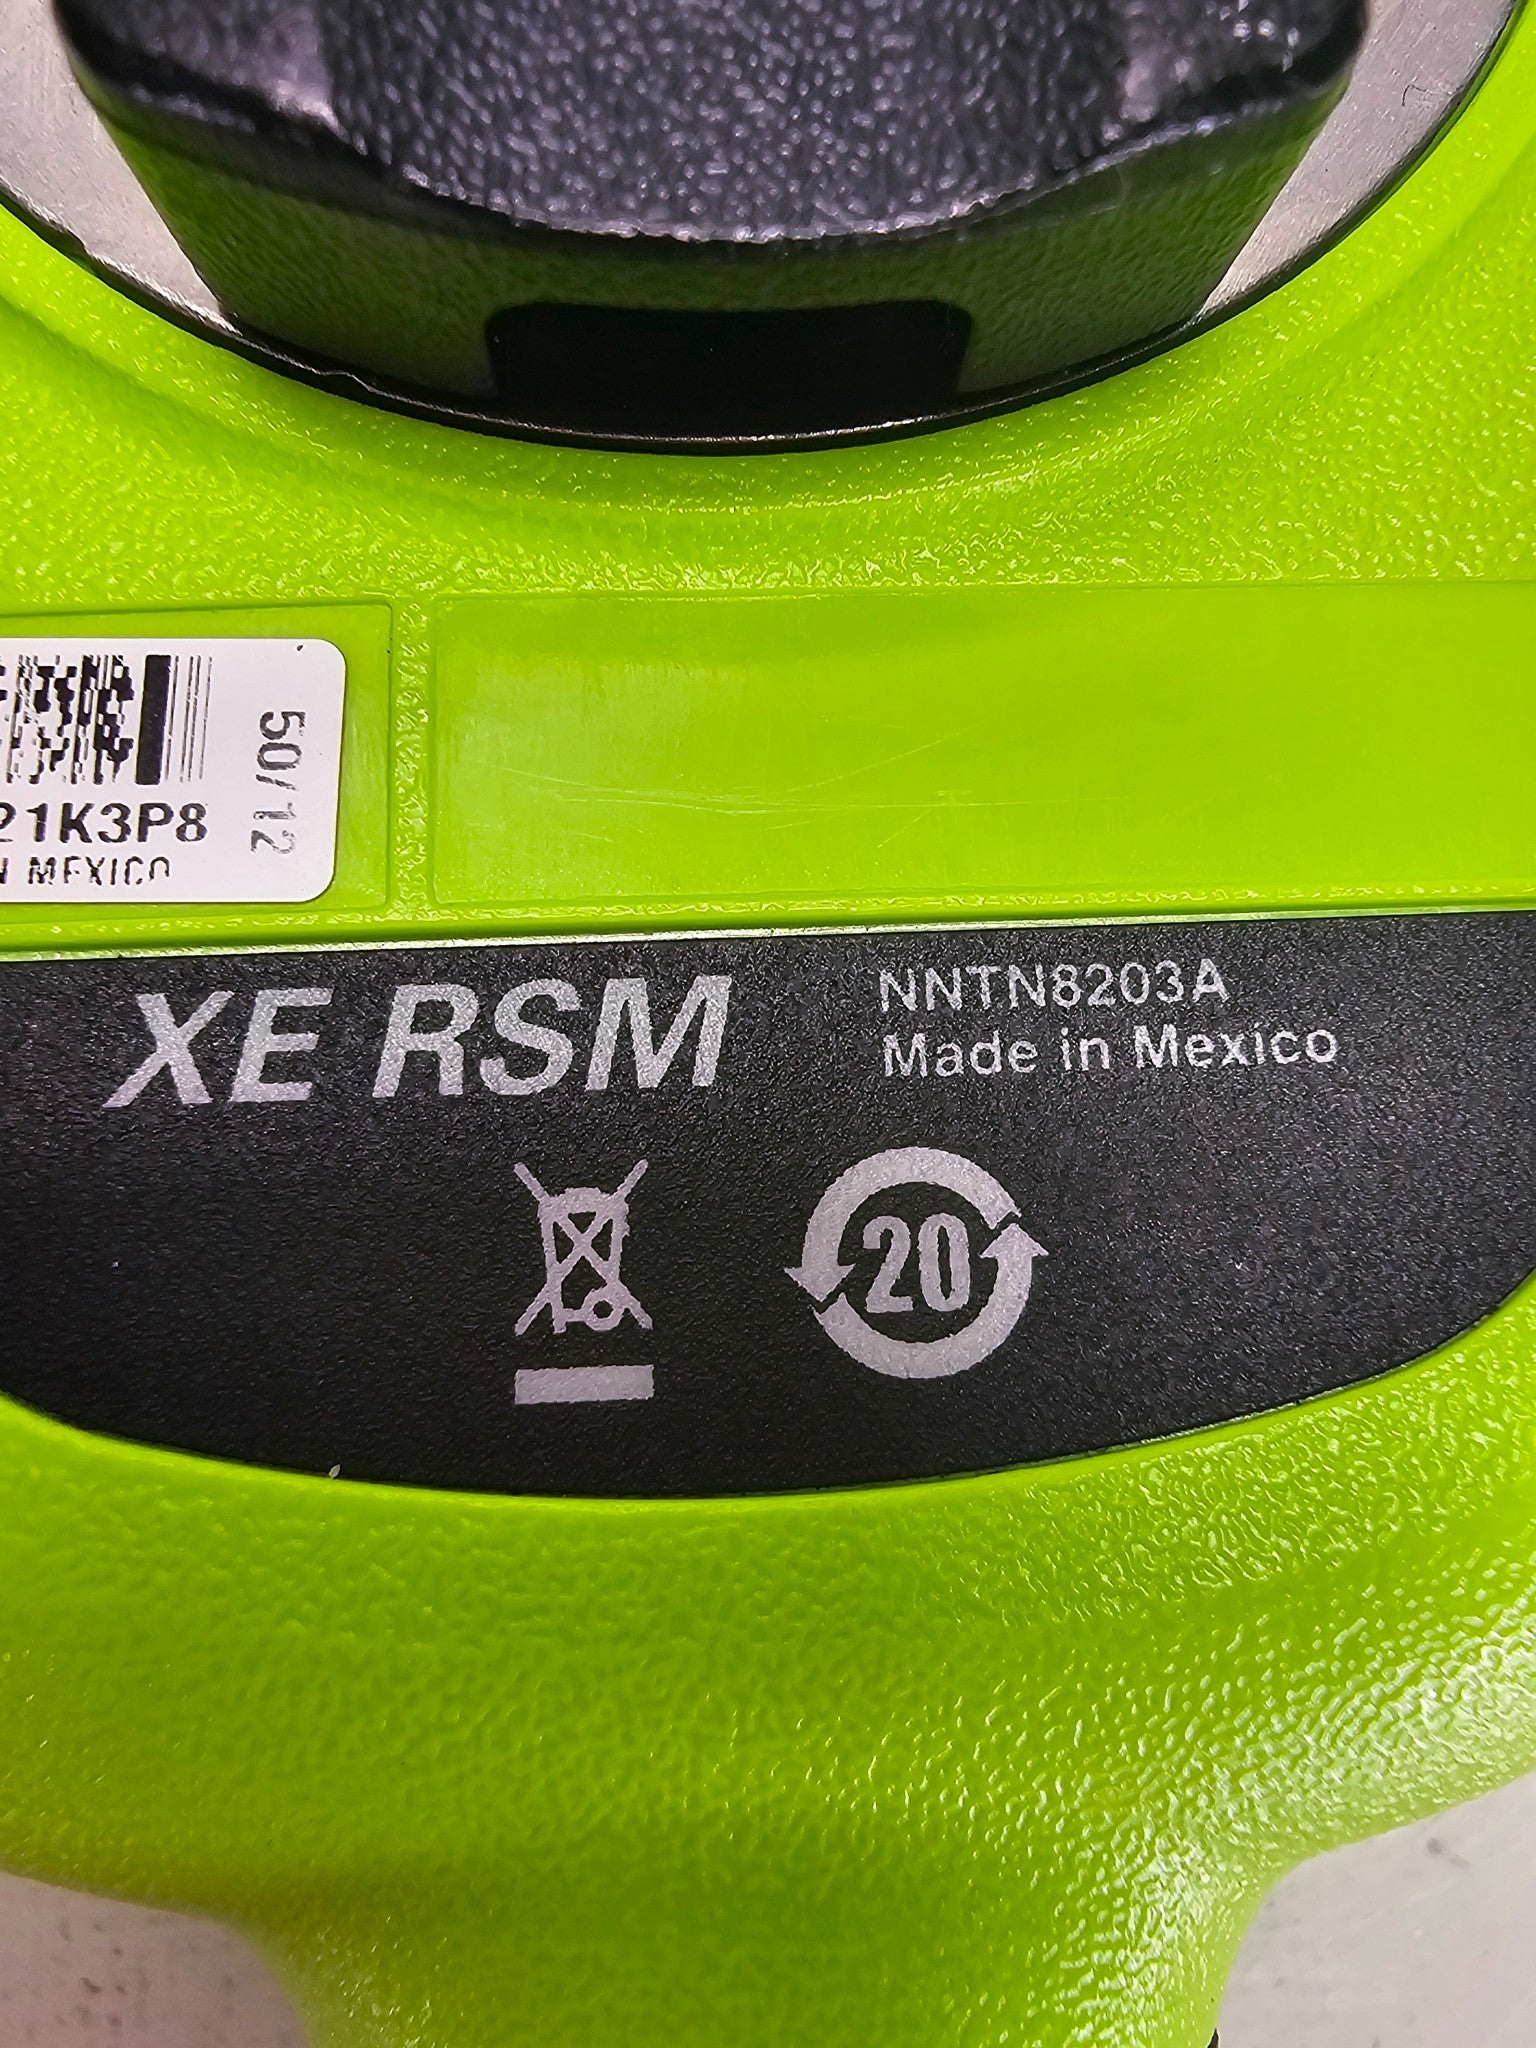 50/12
21K3P8
N MEXICO
XE RSM
NNTN8203A
Made in Mexico
20